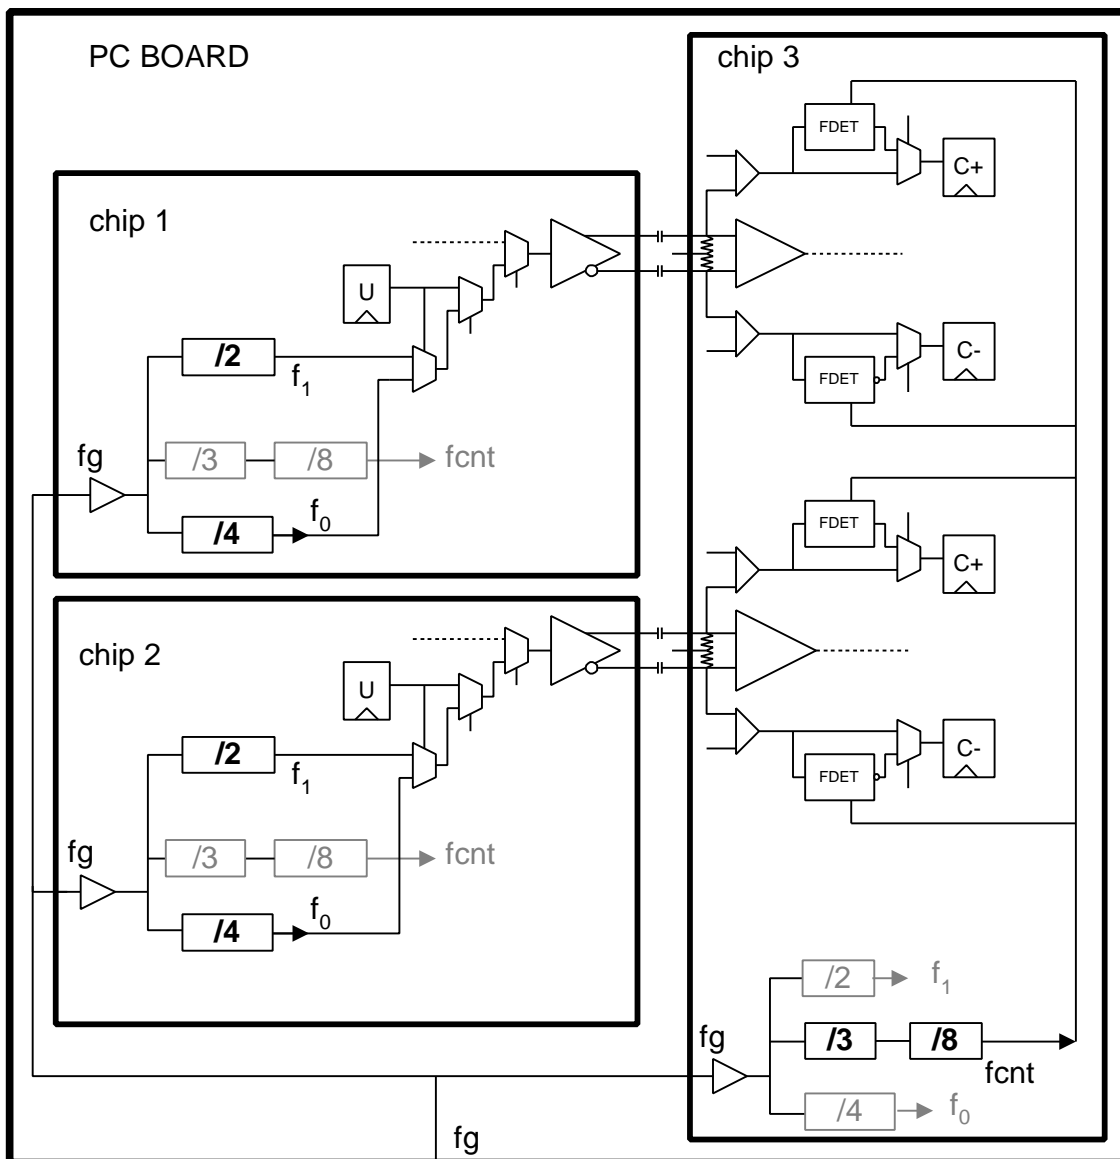 PC BOARD
chip 3
FDET
C+
chip 1
U
/2
f1
C-
FDET
fg
/3
/8
fcnt
/4
f0
FDET
C+
chip 2
U
/2
f1
C-
FDET
fg
/3
/8
fcnt
/4
f0
/2
f1
fg
/3
/8
fcnt
/4
f0
fg